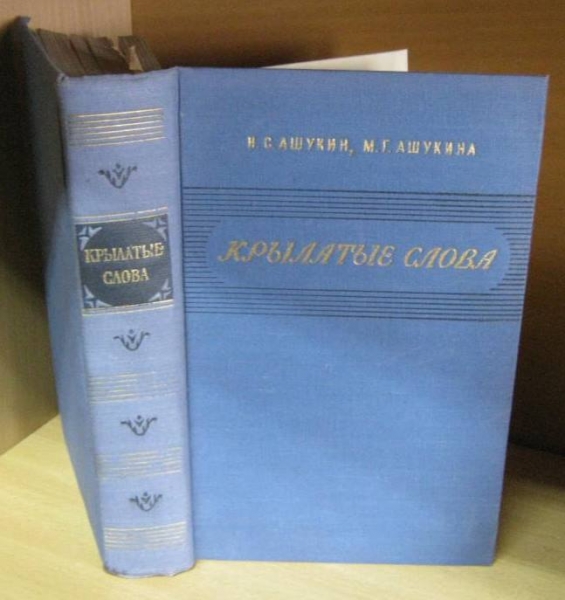 Н. С. АШУКИН, М. Г. АШУКИНА
КРЫЛАТЫЕ СЛОВА
КРЫЛАТЫЕ
СЛОВА